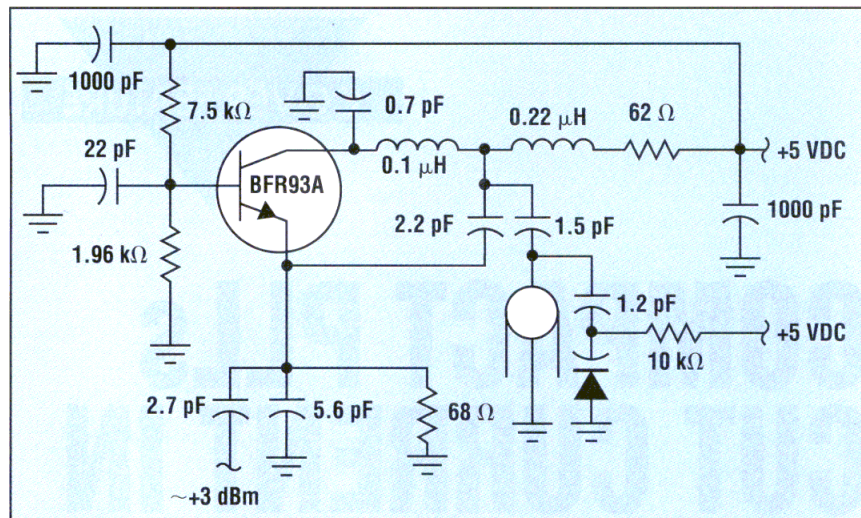 1000 pF
7.5 kΩ
0.7 pF
0.22 μH
62 Ω
+5 VDC
22 pF
BFR93A
0.1 μH
1000 pF
2.2 pF
1.5 pF
1.96 kΩ
1.2 pF
+5 VDC
10 kΩ
2.7 pF
5.6 pF
68 Ω
~+3 dBm